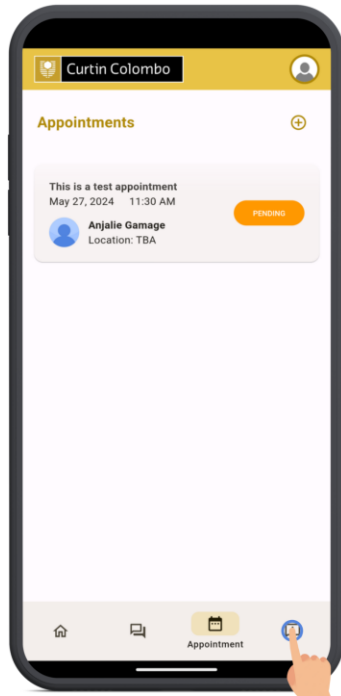 Curtin Colombo
Appointments
This is a test appointment
May 27, 2024 11:30 AM
PENDING
Anjalie Gamage
Location: TBA
Appointment